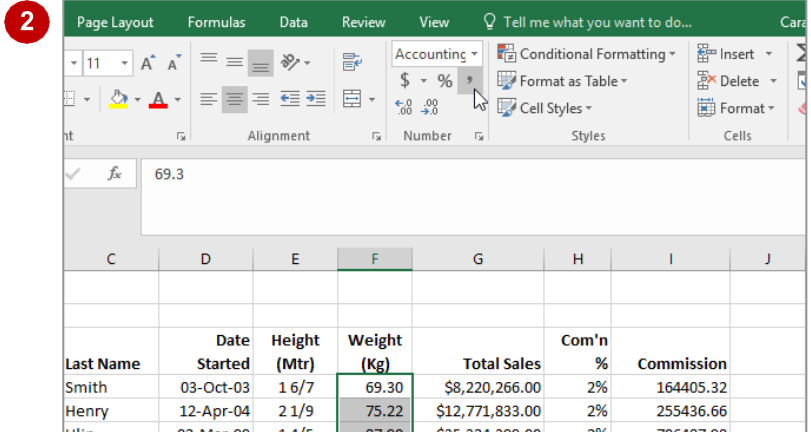 2
Page Layout Formulas Data Review View Tell me what you want to do... Cara
11 A A Accounting Conditional Formatting Insert Σ
$ % , Format as Table Delete
A .0 .00 .00 .0 Cell Styles Format
nt Alignment Number Styles Cells
fx 69.3
C D E F G H I J
Date Height Weight Com'n
Last Name Started (Mtr) (Kg) Total Sales % Commission
Smith 03-Oct-03 1 6/7 69.30 $8,220,266.00 2% 164405.32
Henry 12-Apr-04 2 1/9 75.22 $12,771,833.00 2% 255436.66